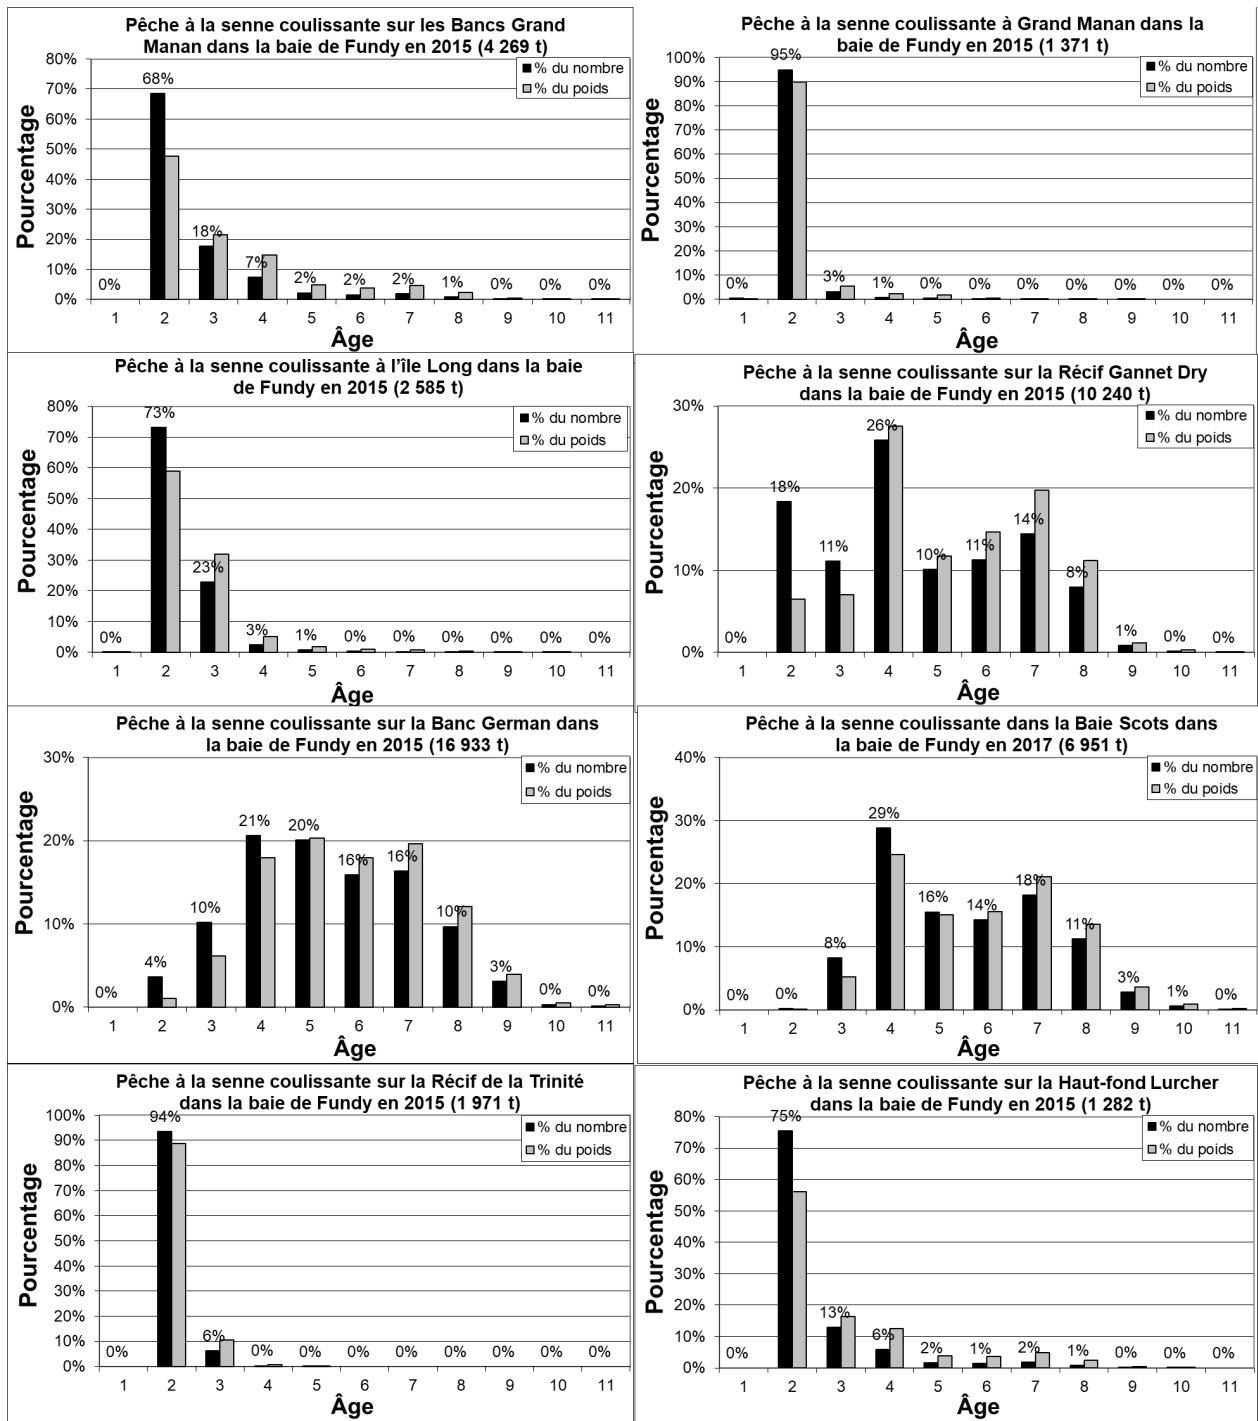 Pêche à la senne coulissante sur les Bancs Grand
Manan dans la baie de Fundy en 2015 (4 269 t)
% du nombre
% du poids
Pourcentage
80%
70%
60%
50%
40%
30%
20%
10%
0%
0%
68%
18%
7%
2%
2%
2%
1%
0%
0%
0%
1 2 3 4 5 6 7 8 9 10 11
Âge
Pêche à la senne coulissante à Grand Manan dans la
baie de Fundy en 2015 (1 371 t)
% du nombre
% du poids
Pourcentage
100%
90%
80%
70%
60%
50%
40%
30%
20%
10%
0%
0%
95%
3%
1%
0%
0%
0%
0%
0%
0%
0%
1 2 3 4 5 6 7 8 9 10 11
Âge
Pêche à la senne coulissante à l'île Long dans la baie
de Fundy en 2015 (2 585 t)
% du nombre
% du poids
Pourcentage
80%
70%
60%
50%
40%
30%
20%
10%
0%
0%
73%
23%
3%
1%
0%
0%
0%
0%
0%
0%
1 2 3 4 5 6 7 8 9 10 11
Âge
Pêche à la senne coulissante sur la Récif Gannet Dry
dans la baie de Fundy en 2015 (10 240 t)
% du nombre
% du poids
Pourcentage
30%
20%
10%
0%
0%
18%
11%
26%
10%
11%
14%
8%
1%
0%
0%
1 2 3 4 5 6 7 8 9 10 11
Âge
Pêche à la senne coulissante sur la Banc German dans
la baie de Fundy en 2015 (16 933 t)
% du nombre
% du poids
Pourcentage
30%
20%
10%
0%
0%
4%
10%
21%
20%
16%
16%
10%
3%
0%
0%
1 2 3 4 5 6 7 8 9 10 11
Âge
Pêche à la senne coulissante dans la Baie Scots dans
la baie de Fundy en 2017 (6 951 t)
% du nombre
% du poids
Pourcentage
40%
30%
20%
10%
0%
0%
0%
8%
29%
16%
14%
18%
11%
3%
1%
0%
1 2 3 4 5 6 7 8 9 10 11
Âge
Pêche à la senne coulissante sur la Récif de la Trinité
dans la baie de Fundy en 2015 (1 971 t)
% du nombre
% du poids
Pourcentage
100%
90%
80%
70%
60%
50%
40%
30%
20%
10%
0%
0%
94%
6%
0%
0%
0%
0%
0%
0%
0%
0%
1 2 3 4 5 6 7 8 9 10 11
Âge
Pêche à la senne coulissante sur la Haut-fond Lurcher
dans la baie de Fundy en 2015 (1 282 t)
% du nombre
% du poids
Pourcentage
80%
70%
60%
50%
40%
30%
20%
10%
0%
0%
75%
13%
6%
2%
1%
2%
1%
0%
0%
0%
1 2 3 4 5 6 7 8 9 10 11
Âge